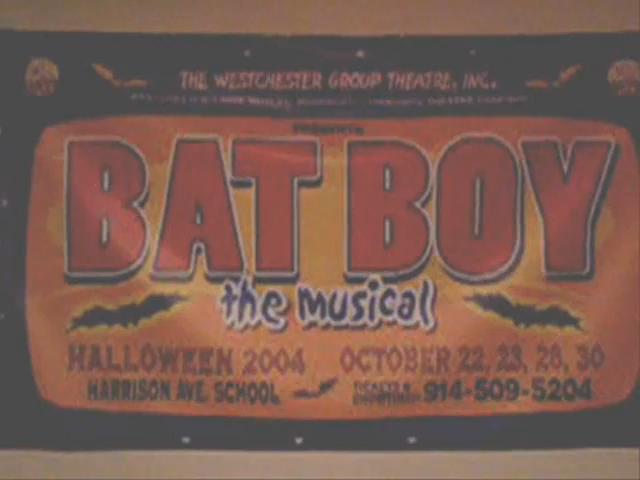 THE WESTCHESTER GROUP THEATRE, INC.
PRESENTS
BAT BOY
the musical
HALLOWEEN 2004 OCTOBER 22, 23, 28, 30
HARRISON AVE. SCHOOL 914-509-5204